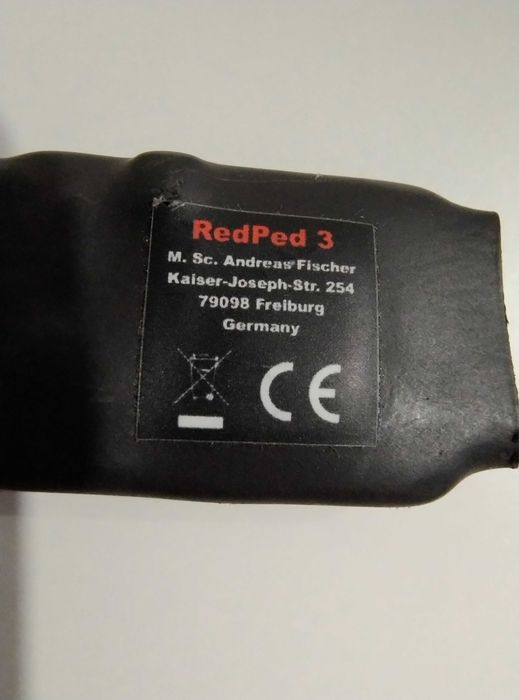 RedPed 3
M. Sc. Andreas Fischer
Kaiser-Joseph-Str. 254
79098 Freiburg
Germany
CE